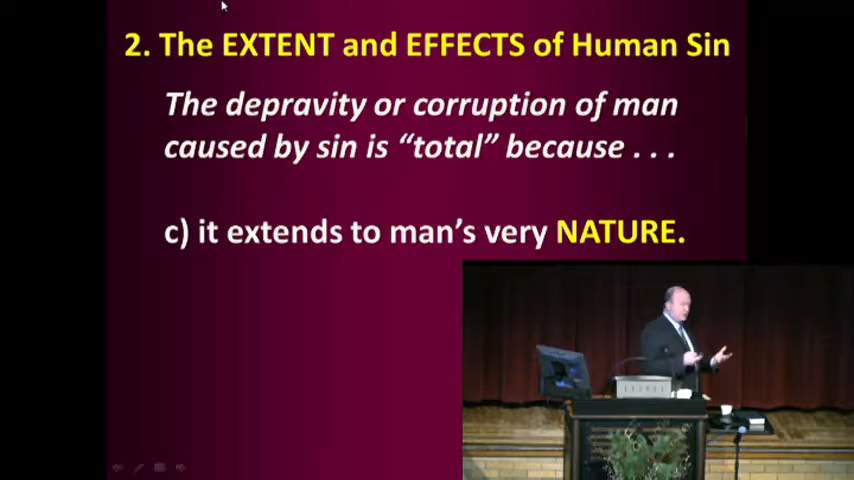 2. The EXTENT and EFFECTS of Human Sin
The depravity or corruption of man
caused by sin is “total” because . . .
c) it extends to man’s very NATURE.